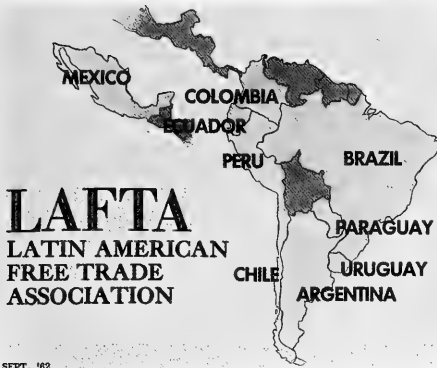 MEXICO
COLOMBIA
ECUADOR
PERU
BRAZIL
LAFTA
LATIN AMERICAN
FREE TRADE
ASSOCIATION
PARAGUAY
CHILE
URUGUAY
ARGENTINA
SEPT. '62